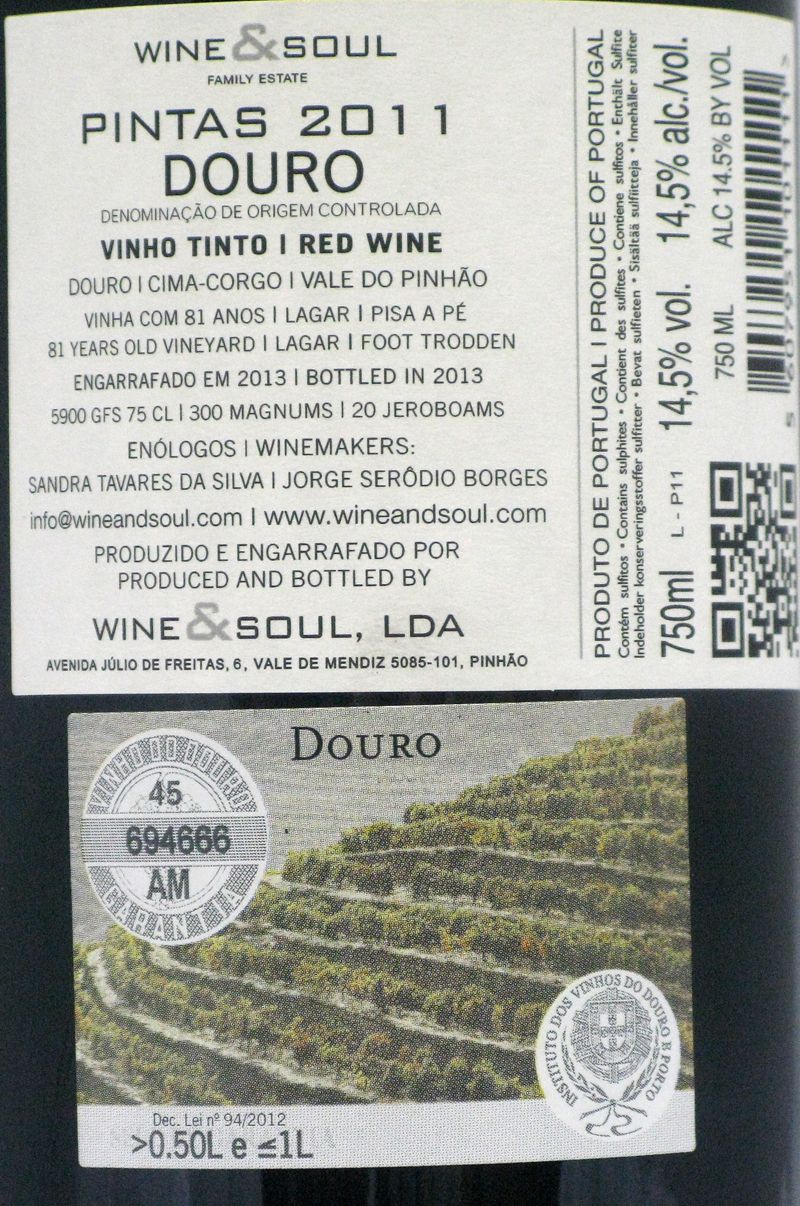 WINE & SOUL
FAMILY ESTATE
PINTAS 2011
DOURO
DENOMINAÇÃO DE ORIGEM CONTROLADA
VINHO TINTO I RED WINE
DOURO I CIMA-CORGO I VALE DO PINHÃO
VINHA COM 81 ANOS I LAGAR I PISA A PÉ
81 YEARS OLD VINEYARD I LAGAR I FOOT TRODDEN
ENGARRAFADO EM 2013 I BOTTLED IN 2013
5900 GFS 75 CL I 300 MAGNUMS I 20 JEROBOAMS
ENÓLOGOS I WINEMAKERS:
SANDRA TAVARES DA SILVA I JORGE SERÔDIO BORGES
info@wineandsoul.com I www.wineandsoul.com
PRODUZIDO E ENGARRAFADO POR
PRODUCED AND BOTTLED BY
WINE & SOUL, LDA
AVENIDA JÚLIO DE FREITAS, 6, VALE DE MENDIZ 5085-101, PINHÃO
PRODUTO DE PORTUGAL I PRODUCE OF PORTUGAL
Contém sulfitos • Contains sulphites • Contient des sulfites • Contiene sulfitos • Enthält Sulfite
Indeholder konserveringsstoffer sulfitter • Bevat sulfieten • Sisältää sulfiitteja • Innehåller sulfiter
750ml L - P11 14,5% vol. 14,5% alc./vol.
750 ML ALC 14.5% BY VOL
DOURO
VINHO DO DOURO
45
694666
AM
GARANTIA
INSTITUTO DOS VINHOS DO DOURO E PORTO
Dec. Lei nº 94/2012
>0.50L e ≤1L